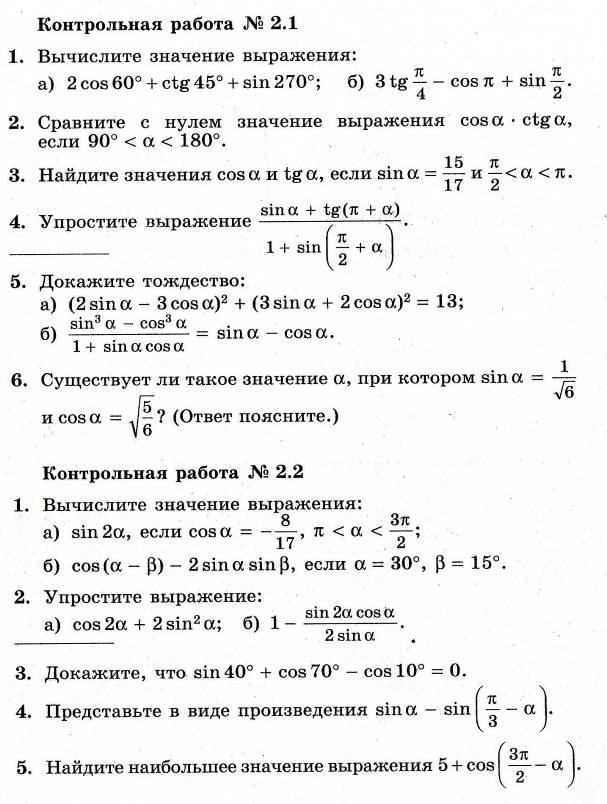 Контрольная работа № 2.1
1. Вычислите значение выражения:
а) 2 cos 60° + ctg 45° + sin 270°; б) 3 tg π/4 − cos π + sin π/2.
2. Сравните с нулем значение выражения cos α · ctg α,
если 90° < α < 180°.
3. Найдите значения cos α и tg α, если sin α = 15/17 и π/2 < α < π.
4. Упростите выражение (sin α + tg (π + α))/(1 + sin (π/2 + α)).
5. Докажите тождество:
а) (2 sin α − 3 cos α)² + (3 sin α + 2 cos α)² = 13;
б) (sin³ α − cos³ α)/(1 + sin α cos α) = sin α − cos α.
6. Существует ли такое значение α, при котором sin α = 1/√6
и cos α = √(5/6)? (Ответ поясните.)
Контрольная работа № 2.2
1. Вычислите значение выражения:
а) sin 2α, если cos α = −8/17, π < α < 3π/2;
б) cos (α − β) − 2 sin α sin β, если α = 30°, β = 15°.
2. Упростите выражение:
а) cos 2α + 2 sin² α; б) 1 − (sin 2α cos α)/(2 sin α).
3. Докажите, что sin 40° + cos 70° − cos 10° = 0.
4. Представьте в виде произведения sin α − sin (π/3 − α).
5. Найдите наибольшее значение выражения 5 + cos (3π/2 − α).